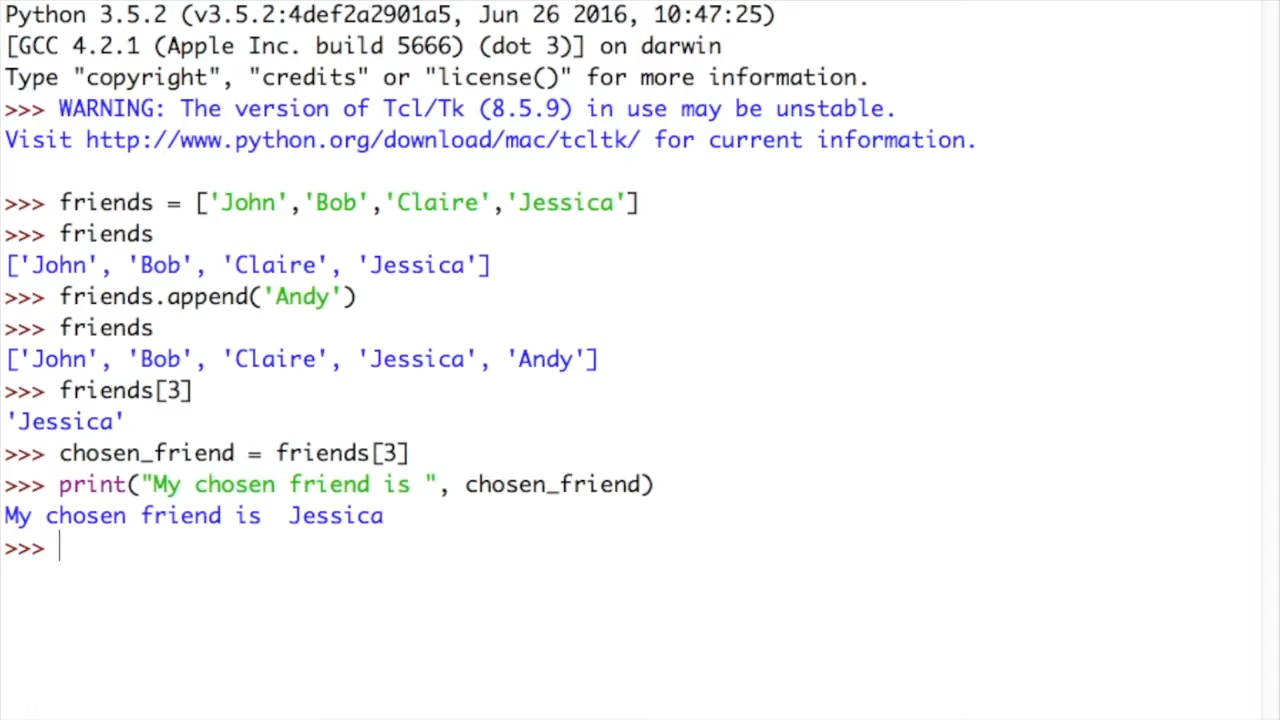 Python 3.5.2 (v3.5.2:4def2a2901a5, Jun 26 2016, 10:47:25)
[GCC 4.2.1 (Apple Inc. build 5666) (dot 3)] on darwin
Type "copyright", "credits" or "license()" for more information.
>>> WARNING: The version of Tcl/Tk (8.5.9) in use may be unstable.
Visit http://www.python.org/download/mac/tcltk/ for current information.
>>> friends = ['John','Bob','Claire','Jessica']
>>> friends
['John', 'Bob', 'Claire', 'Jessica']
>>> friends.append('Andy')
>>> friends
['John', 'Bob', 'Claire', 'Jessica', 'Andy']
>>> friends[3]
'Jessica'
>>> chosen_friend = friends[3]
>>> print("My chosen friend is ", chosen_friend)
My chosen friend is  Jessica
>>>